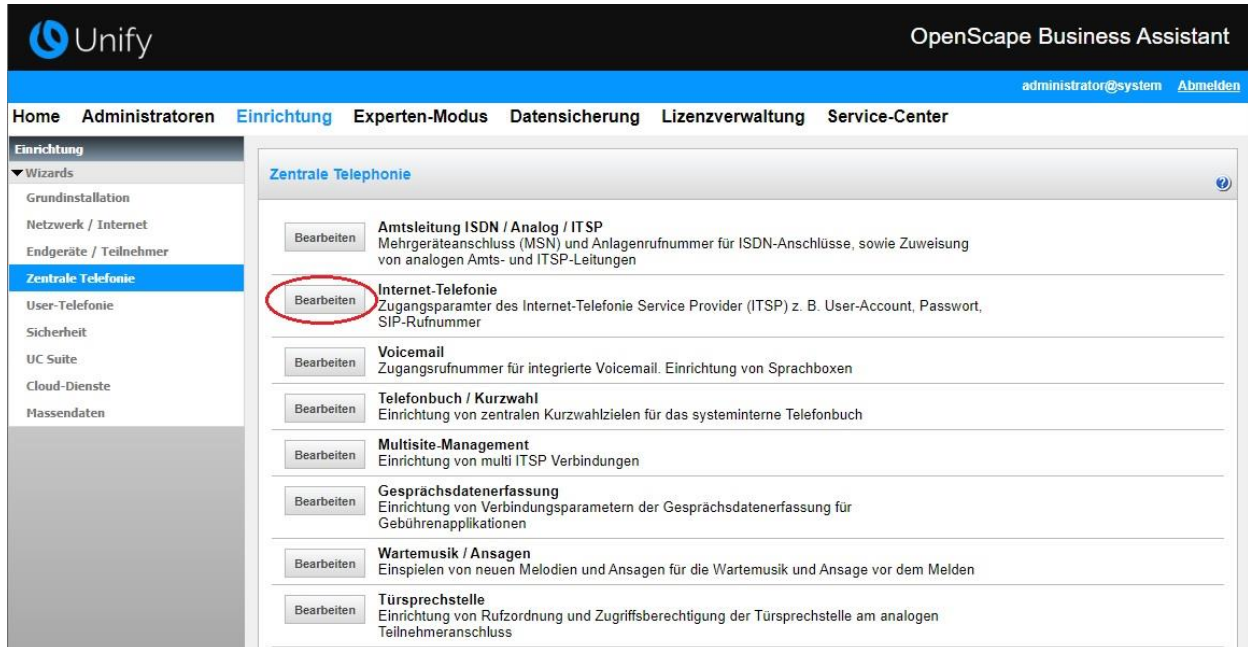 Unify
OpenScape Business Assistant
administrator@system Abmelden
Home Administratoren Einrichtung Experten-Modus Datensicherung Lizenzverwaltung Service-Center
Einrichtung
Wizards
Grundinstallation
Netzwerk / Internet
Endgeräte / Teilnehmer
Zentrale Telefonie
User-Telefonie
Sicherheit
UC Suite
Cloud-Dienste
Massendaten
Zentrale Telephonie
?
Bearbeiten
Amtsleitung ISDN / Analog / ITSP
Mehrgeräteanschluss (MSN) und Anlagenrufnummer für ISDN-Anschlüsse, sowie Zuweisung
von analogen Amts- und ITSP-Leitungen
Bearbeiten
Internet-Telefonie
Zugangsparamter des Internet-Telefonie Service Provider (ITSP) z. B. User-Account, Passwort,
SIP-Rufnummer
Bearbeiten
Voicemail
Zugangsrufnummer für integrierte Voicemail. Einrichtung von Sprachboxen
Bearbeiten
Telefonbuch / Kurzwahl
Einrichtung von zentralen Kurzwahlzielen für das systeminterne Telefonbuch
Bearbeiten
Multisite-Management
Einrichtung von multi ITSP Verbindungen
Bearbeiten
Gesprächsdatenerfassung
Einrichtung von Verbindungsparametern der Gesprächsdatenerfassung für
Gebührenapplikationen
Bearbeiten
Wartemusik / Ansagen
Einspielen von neuen Melodien und Ansagen für die Wartemusik und Ansage vor dem Melden
Bearbeiten
Türsprechstelle
Einrichtung von Rufzordnung und Zugriffsberechtigung der Türsprechstelle am analogen
Teilnehmeranschluss